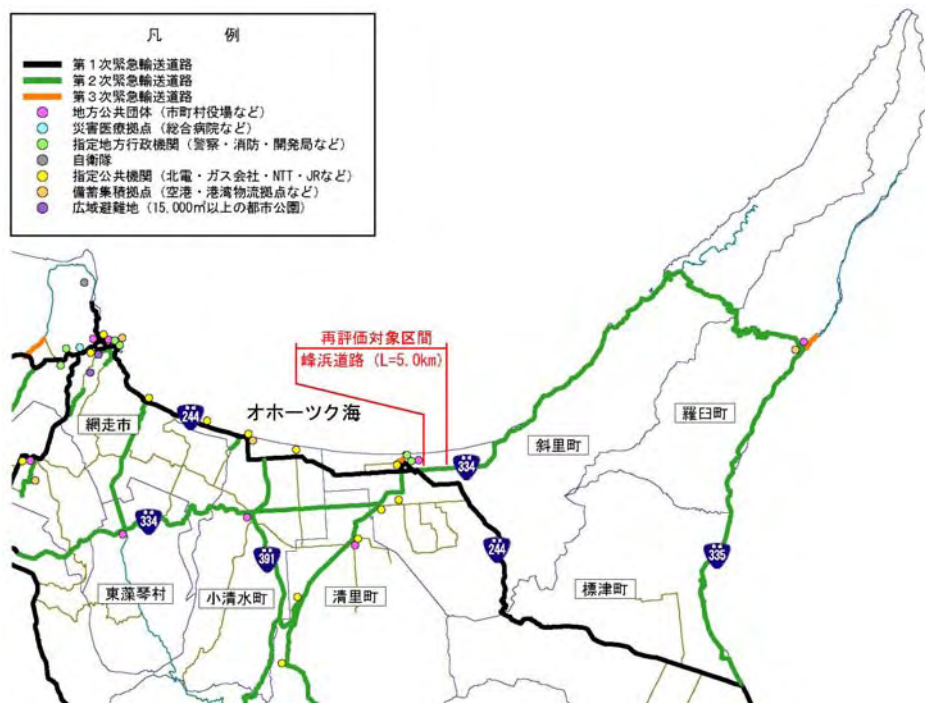 凡 例
第1次緊急輸送道路
第2次緊急輸送道路
第3次緊急輸送道路
地方公共団体(市町村役場など)
災害医療拠点(総合病院など)
指定地方行政機関(警察・消防・開発局など)
自衛隊
指定公共機関(北電・ガス会社・NTT・JRなど)
備蓄集積拠点(空港・港湾物流拠点など)
広域避難地(15,000㎡以上の都市公園)
再評価対象区間
峰浜道路(L=5.0km)
オホーツク海
244
網走市
斜里町
羅臼町
334
334
391
244
335
東藻琴村
小清水町
清里町
標津町